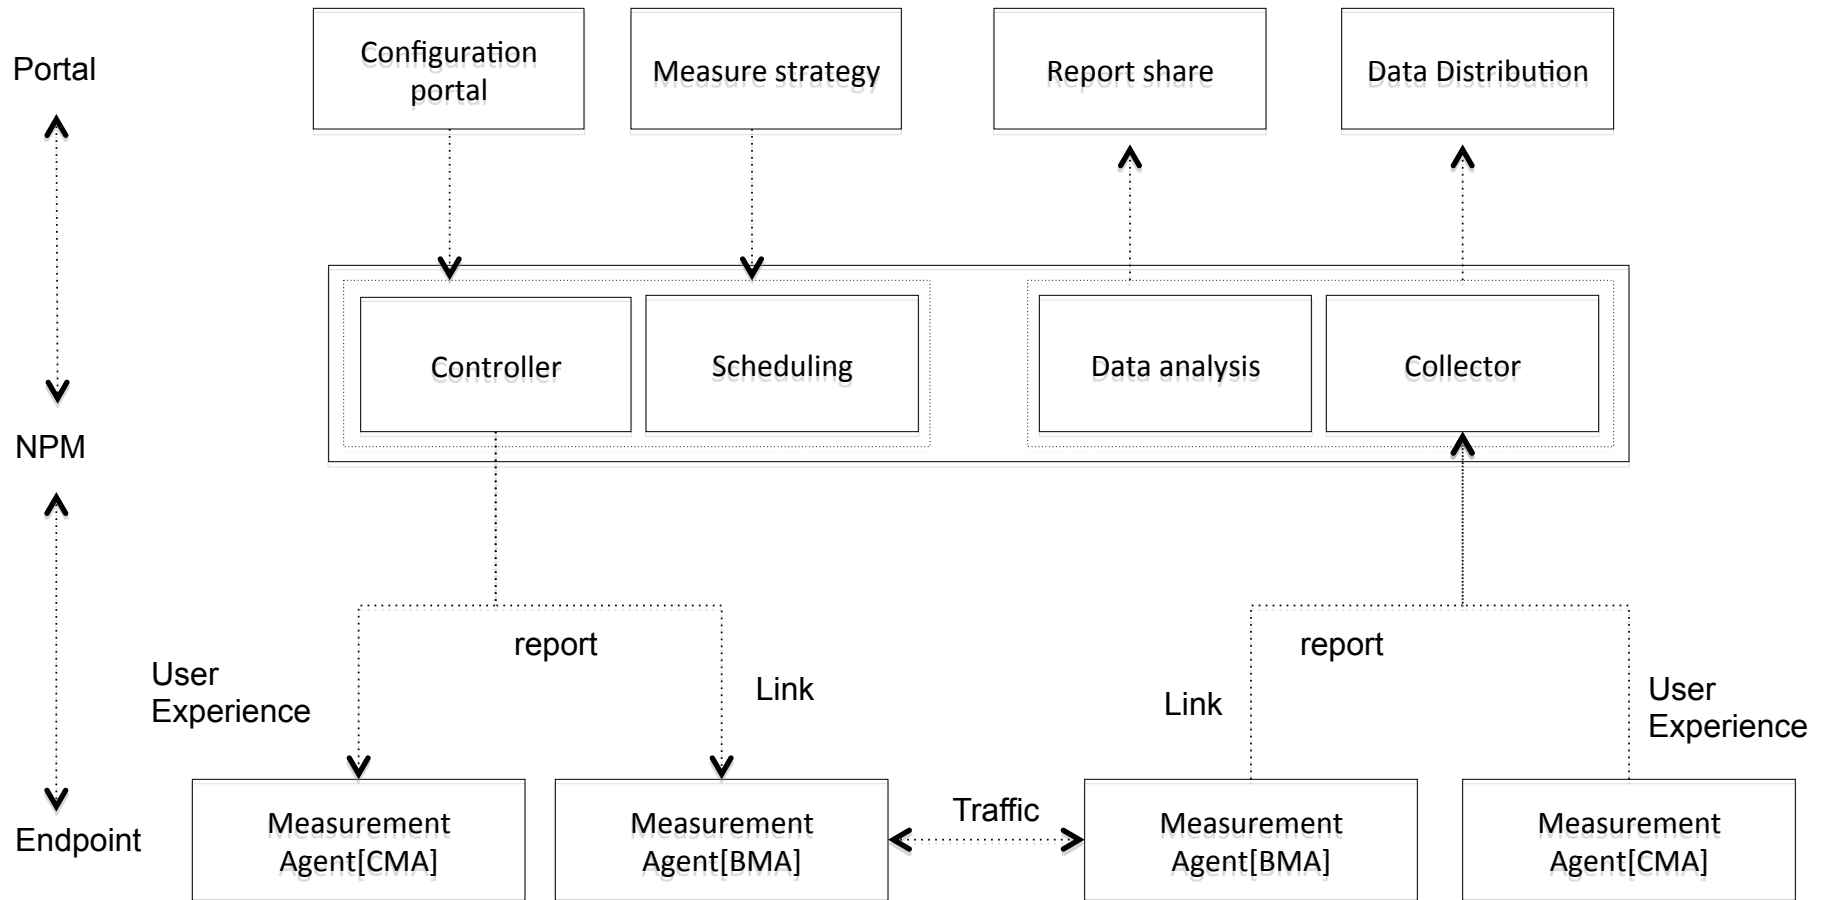 Portal
Configuration
portal
Measure strategy
Report share
Data Distribution
NPM
Controller
Scheduling
Data analysis
Collector
User
Experience
report
Link
Link
report
User
Experience
Endpoint
Measurement
Agent[CMA]
Measurement
Agent[BMA]
Traffic
Measurement
Agent[BMA]
Measurement
Agent[CMA]